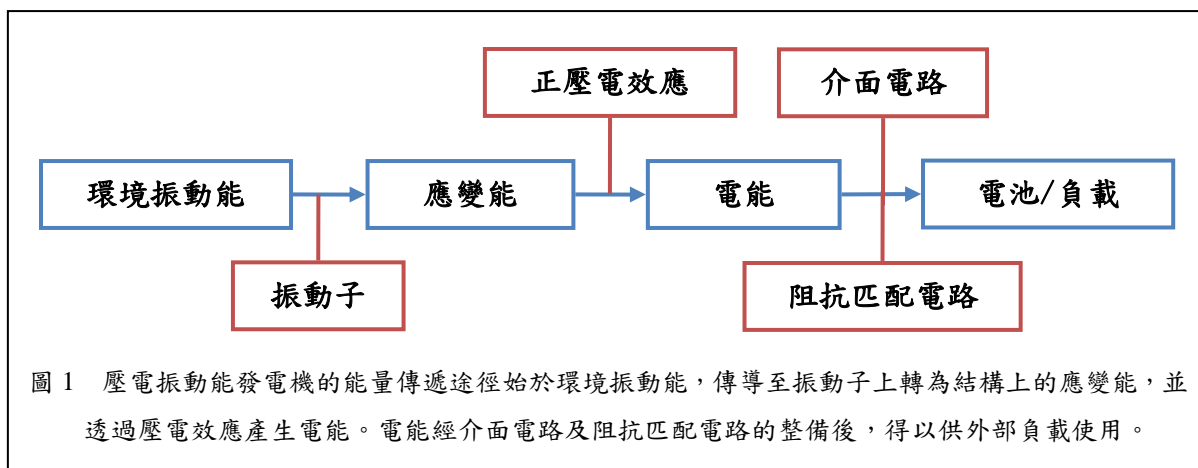 正壓電效應
介面電路
環境振動能
應變能
電能
電池/負載
振動子
阻抗匹配電路
圖 1 壓電振動能發電機的能量傳遞途徑始於環境振動能，傳導至振動子上轉為結構上的應變能，並
透過壓電效應產生電能。電能經介面電路及阻抗匹配電路的整備後，得以供外部負載使用。